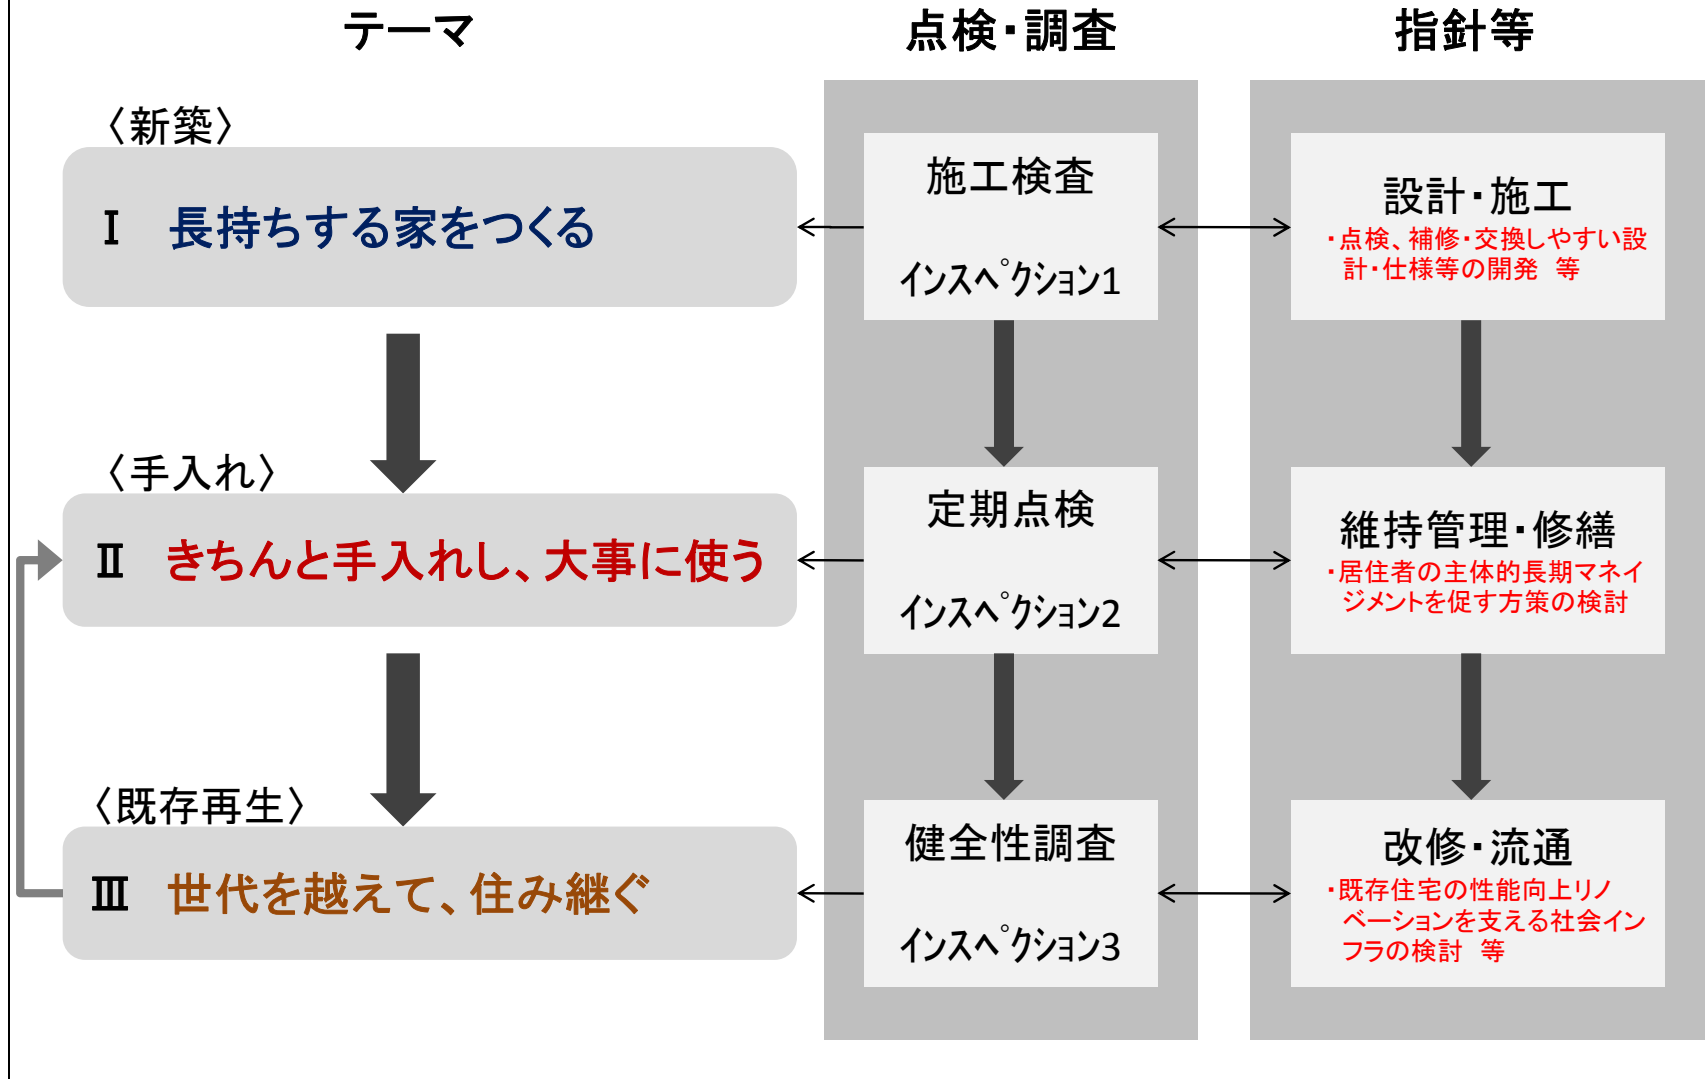 テーマ
点検・調査
指針等
〈新築〉
Ⅰ 長持ちする家をつくる
施工検査
ｲﾝｽﾍﾟｸｼｮﾝ1
設計・施工
・点検、補修・交換しやすい設
計・仕様等の開発 等
〈手入れ〉
Ⅱ きちんと手入れし、大事に使う
定期点検
ｲﾝｽﾍﾟｸｼｮﾝ2
維持管理・修繕
・居住者の主体的長期マネイ
ジメントを促す方策の検討
〈既存再生〉
Ⅲ 世代を越えて、住み継ぐ
健全性調査
ｲﾝｽﾍﾟｸｼｮﾝ3
改修・流通
・既存住宅の性能向上リノ
ベーションを支える社会イン
フラの検討 等